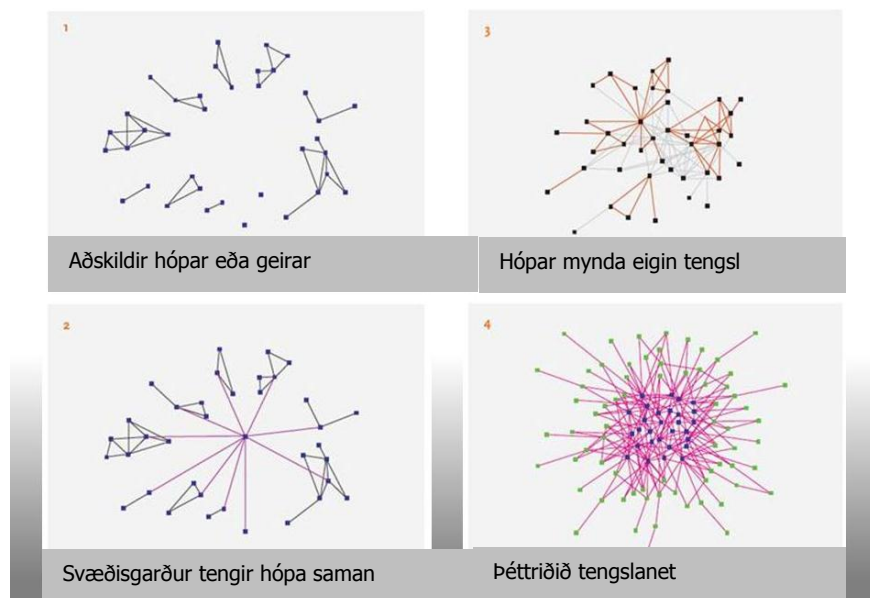 1
Aðskildir hópar eða geirar
2
Svæðisgarður tengir hópa saman
3
Hópar mynda eigin tengsl
4
Þéttriðið tengslanet